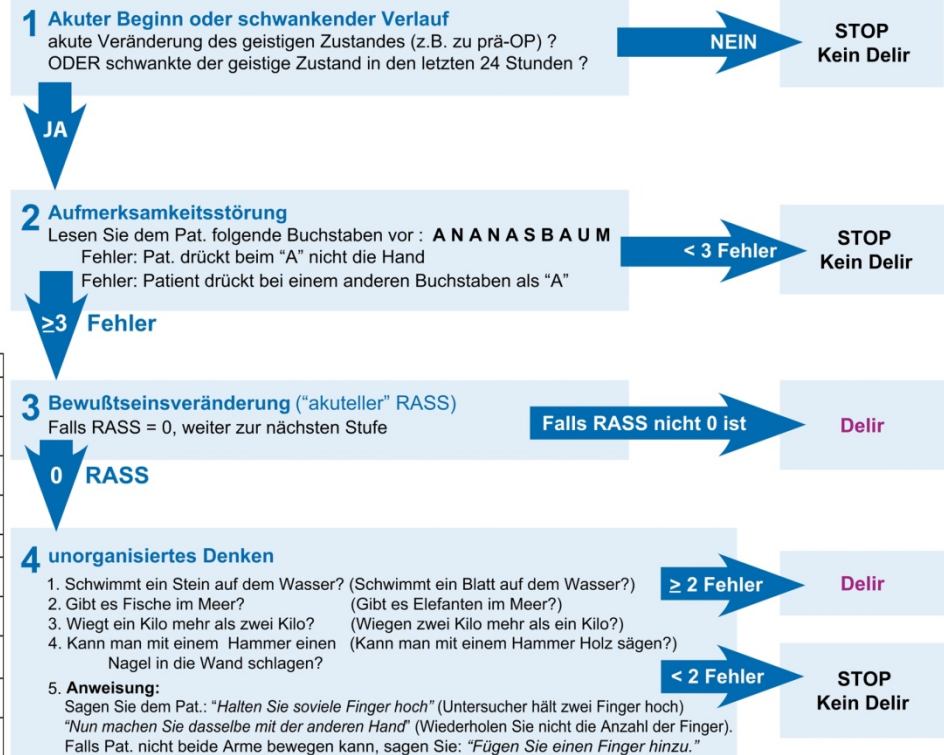 1 Akuter Beginn oder schwankender Verlauf
akute Veränderung des geistigen Zustandes (z.B. zu prä-OP) ?
ODER schwankte der geistige Zustand in den letzten 24 Stunden ?
NEIN
STOP
Kein Delir
JA
2 Aufmerksamkeitsstörung
Lesen Sie dem Pat. folgende Buchstaben vor : A N A N A S B A U M
Fehler: Pat. drückt beim "A" nicht die Hand
Fehler: Patient drückt bei einem anderen Buchstaben als "A"
< 3 Fehler
STOP
Kein Delir
≥3 Fehler
3 Bewußtseinsveränderung ("akuteller" RASS)
Falls RASS = 0, weiter zur nächsten Stufe
Falls RASS nicht 0 ist
Delir
0 RASS
4 unorganisiertes Denken
1. Schwimmt ein Stein auf dem Wasser? (Schwimmt ein Blatt auf dem Wasser?)
2. Gibt es Fische im Meer? (Gibt es Elefanten im Meer?)
3. Wiegt ein Kilo mehr als zwei Kilo? (Wiegen zwei Kilo mehr als ein Kilo?)
4. Kann man mit einem Hammer einen (Kann man mit einem Hammer Holz sägen?)
Nagel in die Wand schlagen?
≥ 2 Fehler
Delir
5. Anweisung:
Sagen Sie dem Pat.: "Halten Sie soviele Finger hoch" (Untersucher hält zwei Finger hoch)
"Nun machen Sie dasselbe mit der anderen Hand" (Wiederholen Sie nicht die Anzahl der Finger).
Falls Pat. nicht beide Arme bewegen kann, sagen Sie: "Fügen Sie einen Finger hinzu."
< 2 Fehler
STOP
Kein Delir